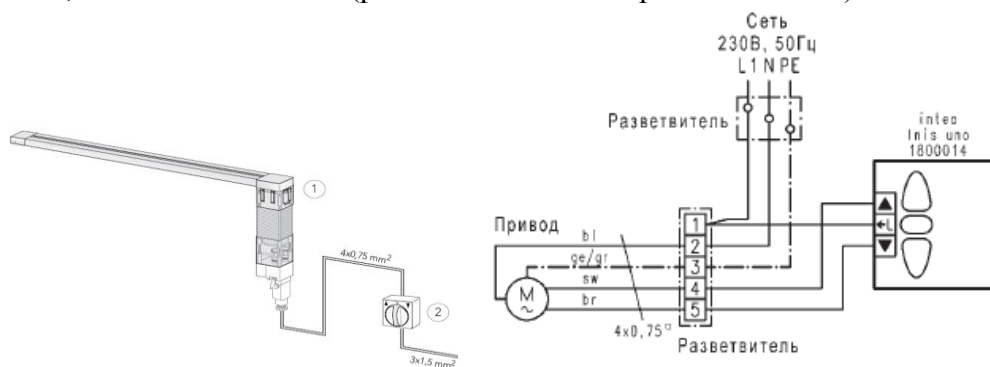 Сеть
230В, 50Гц
L1 N PE
Разветвитель
inteo
Inis uno
1800014
1
4x0,75 mm²
2
3x1,5 mm²
Привод
bl
ge/gr
sw
br
M
~
1
2
3
4
5
←L
4x0,75□
Разветвитель